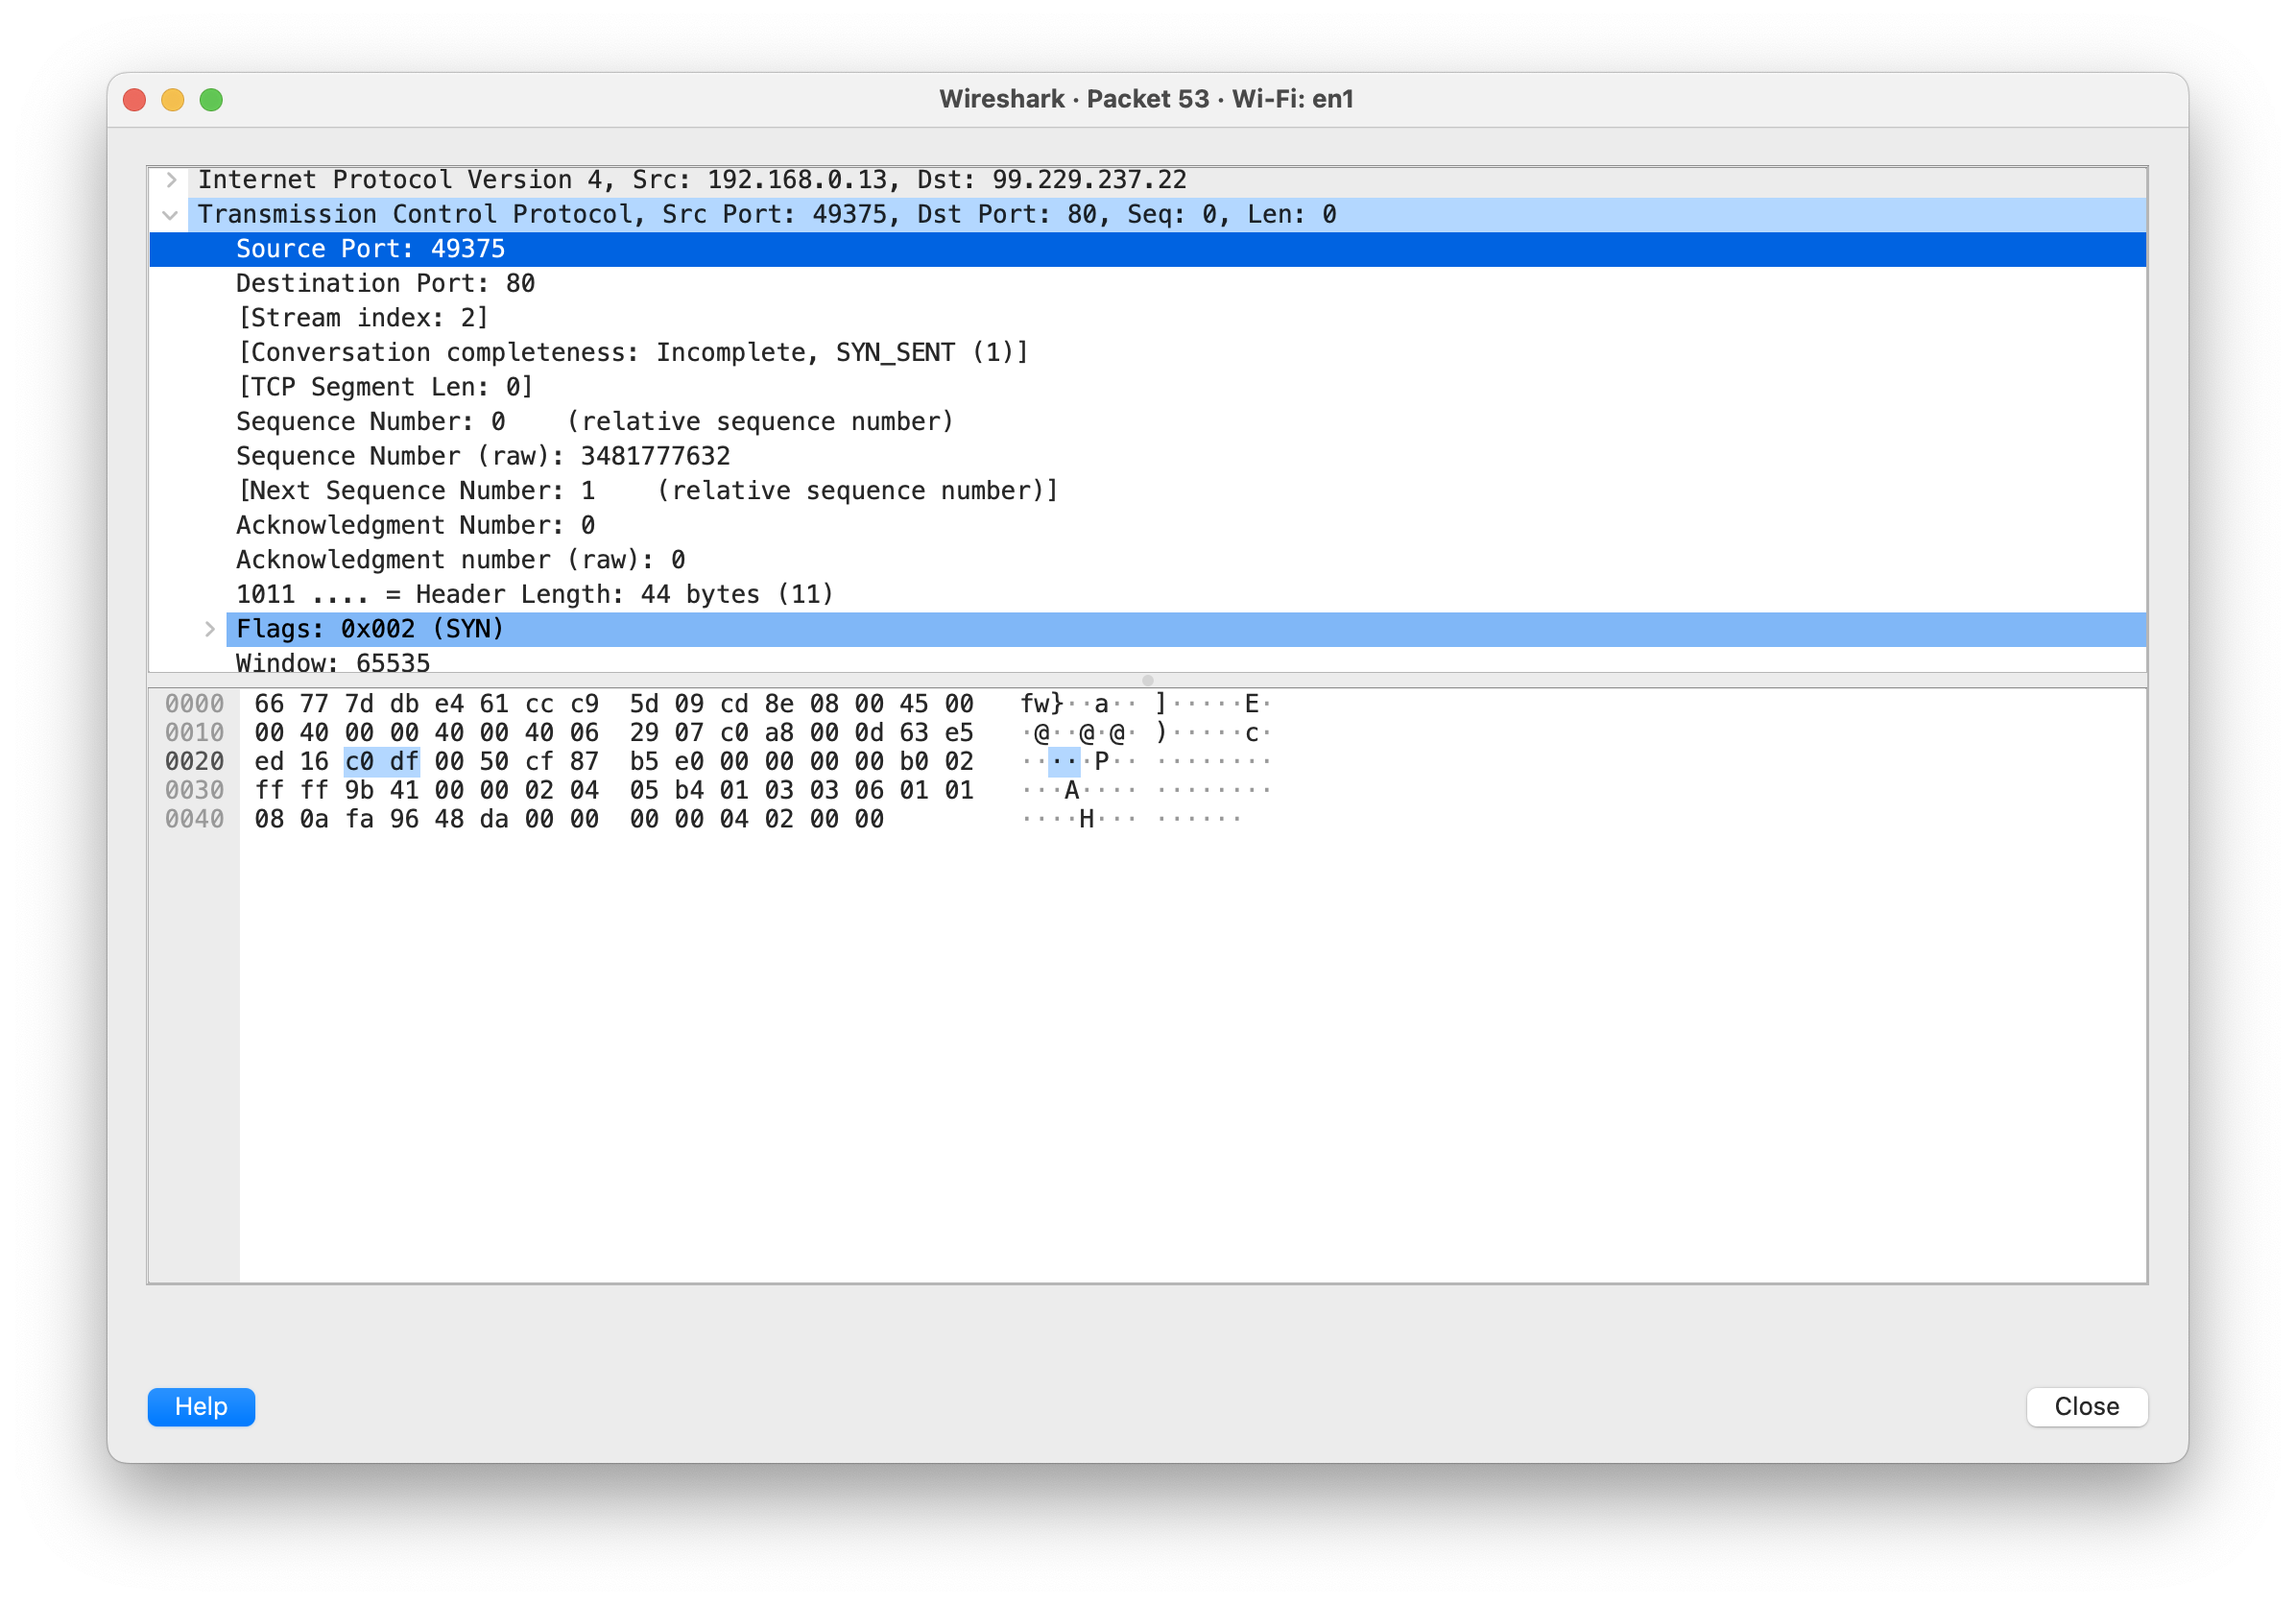 Wireshark · Packet 53 · Wi-Fi: en1
Internet Protocol Version 4, Src: 192.168.0.13, Dst: 99.229.237.22
Transmission Control Protocol, Src Port: 49375, Dst Port: 80, Seq: 0, Len: 0
Source Port: 49375
Destination Port: 80
[Stream index: 2]
[Conversation completeness: Incomplete, SYN_SENT (1)]
[TCP Segment Len: 0]
Sequence Number: 0    (relative sequence number)
Sequence Number (raw): 3481777632
[Next Sequence Number: 1    (relative sequence number)]
Acknowledgment Number: 0
Acknowledgment number (raw): 0
1011 .... = Header Length: 44 bytes (11)
Flags: 0x002 (SYN)
Window: 65535
0000  66 77 7d db e4 61 cc c9  5d 09 cd 8e 08 00 45 00   fw}··a·· ]·····E·
0010  00 40 00 00 40 00 40 06  29 07 c0 a8 00 0d 63 e5   ·@··@·@· )·····c·
0020  ed 16 c0 df 00 50 cf 87  b5 e0 00 00 00 00 b0 02   ·····P·· ········
0030  ff ff 9b 41 00 00 02 04  05 b4 01 03 03 06 01 01   ···A···· ········
0040  08 0a fa 96 48 da 00 00  00 00 04 02 00 00         ····H··· ······
Help
Close